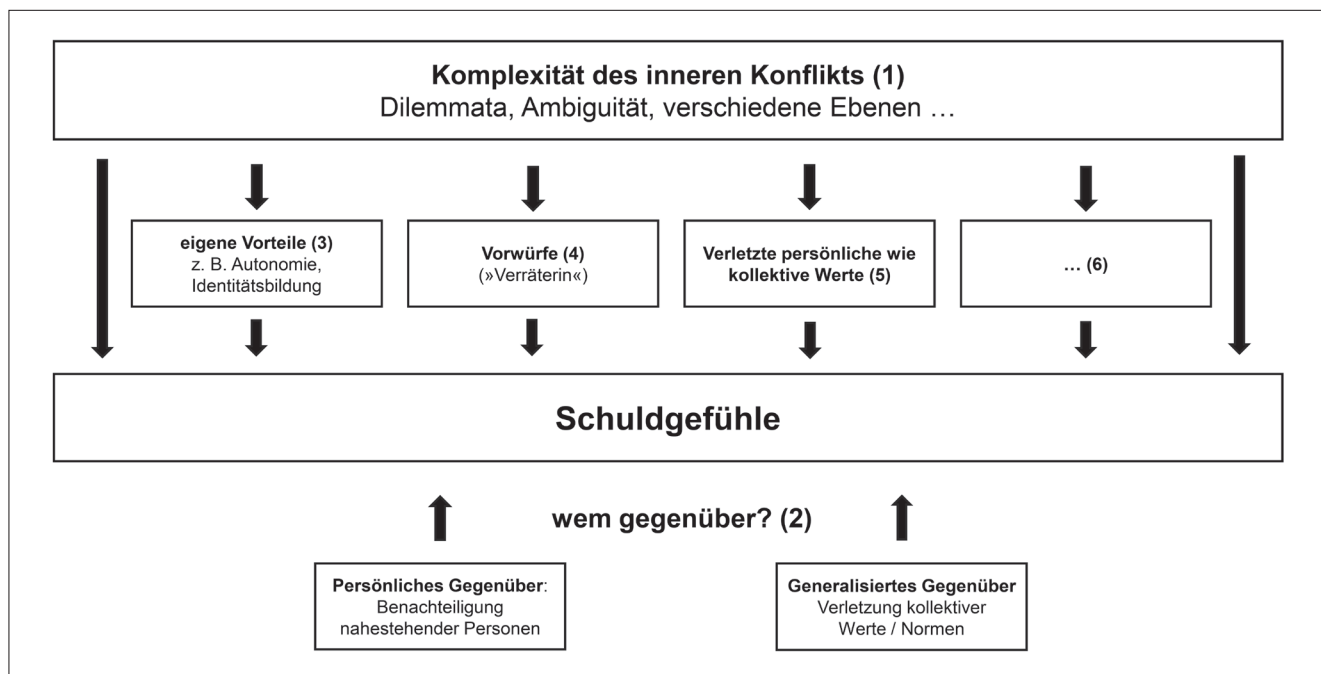 Komplexität des inneren Konflikts (1)
Dilemmata, Ambiguität, verschiedene Ebenen …
eigene Vorteile (3)
z. B. Autonomie,
Identitätsbildung
Vorwürfe (4)
(»Verräterin«)
Verletzte persönliche wie
kollektive Werte (5)
… (6)
Schuldgefühle
wem gegenüber? (2)
Persönliches Gegenüber:
Benachteiligung
nahestehender Personen
Generalisiertes Gegenüber
Verletzung kollektiver
Werte / Normen